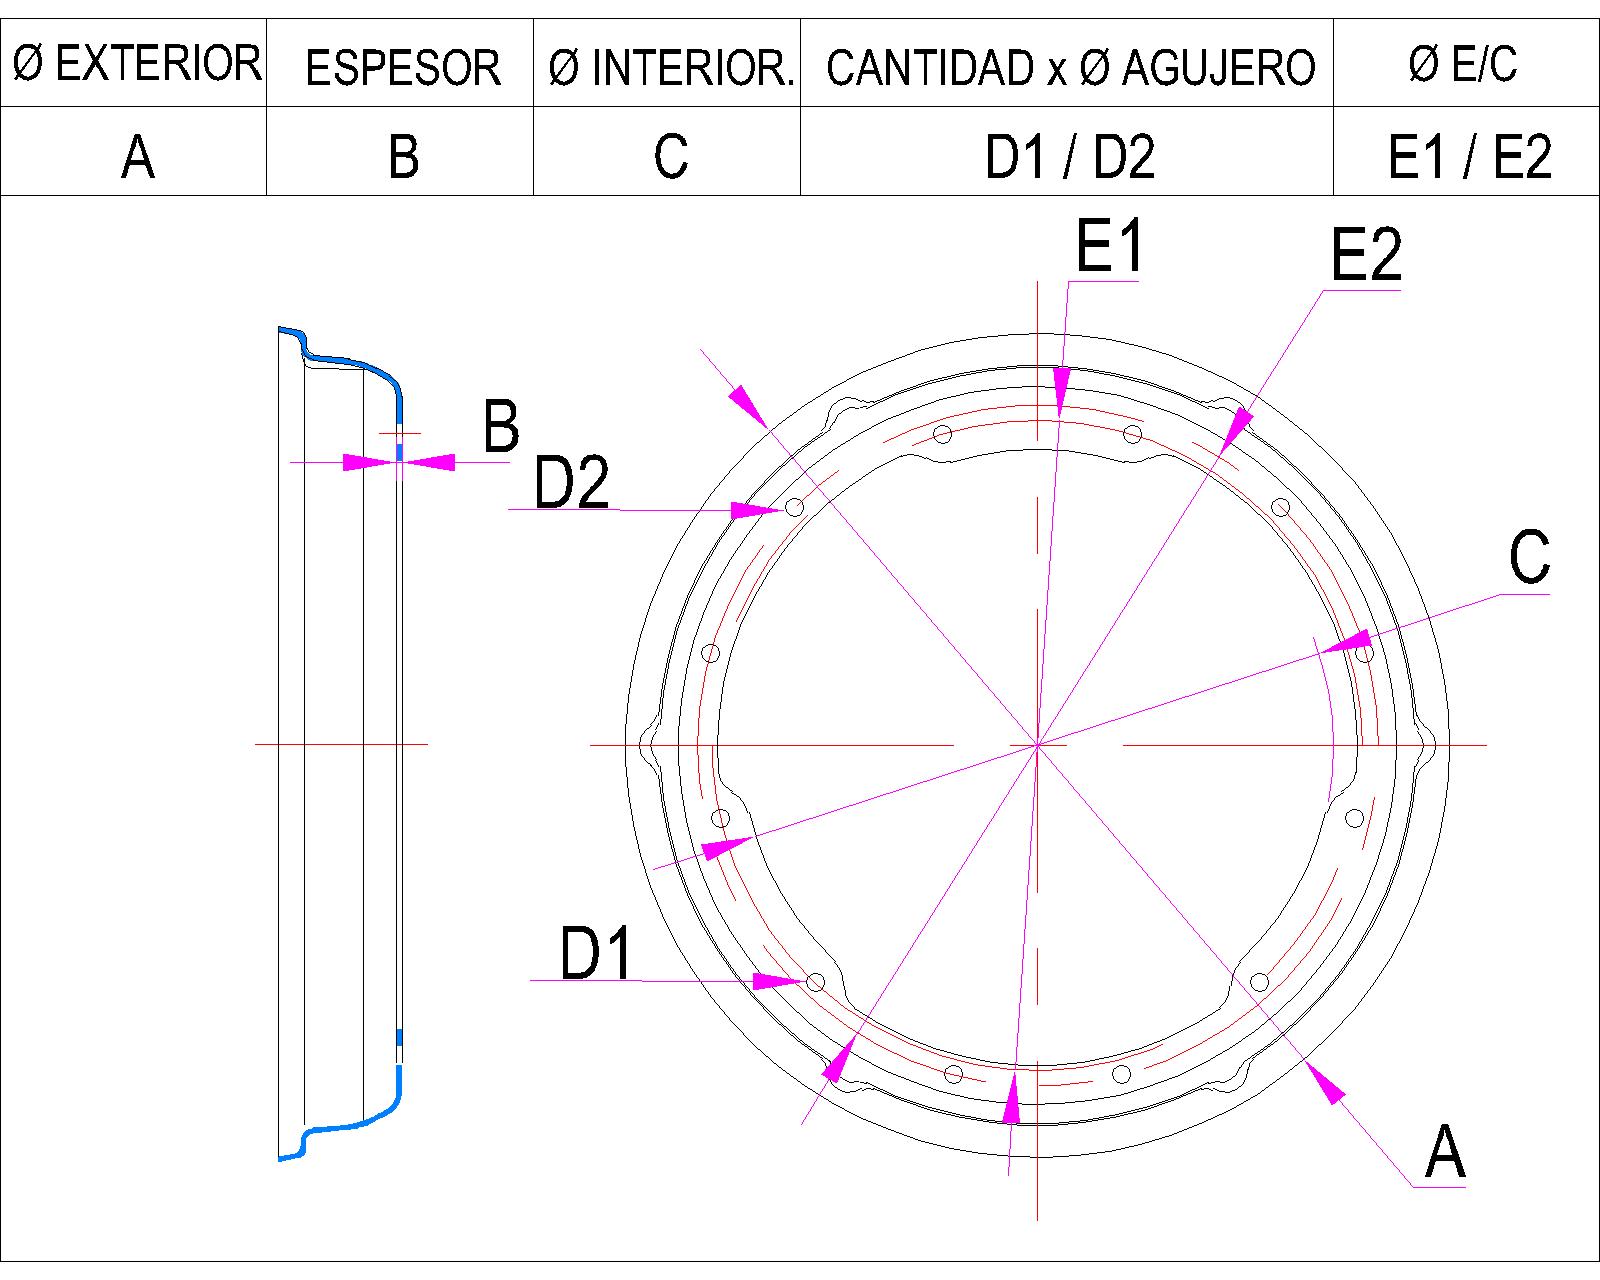 Ø EXTERIOR ESPESOR Ø INTERIOR. CANTIDAD x Ø AGUJERO Ø E/C
A B C D1 / D2 E1 / E2
E1
E2
B
D2
C
D1
A